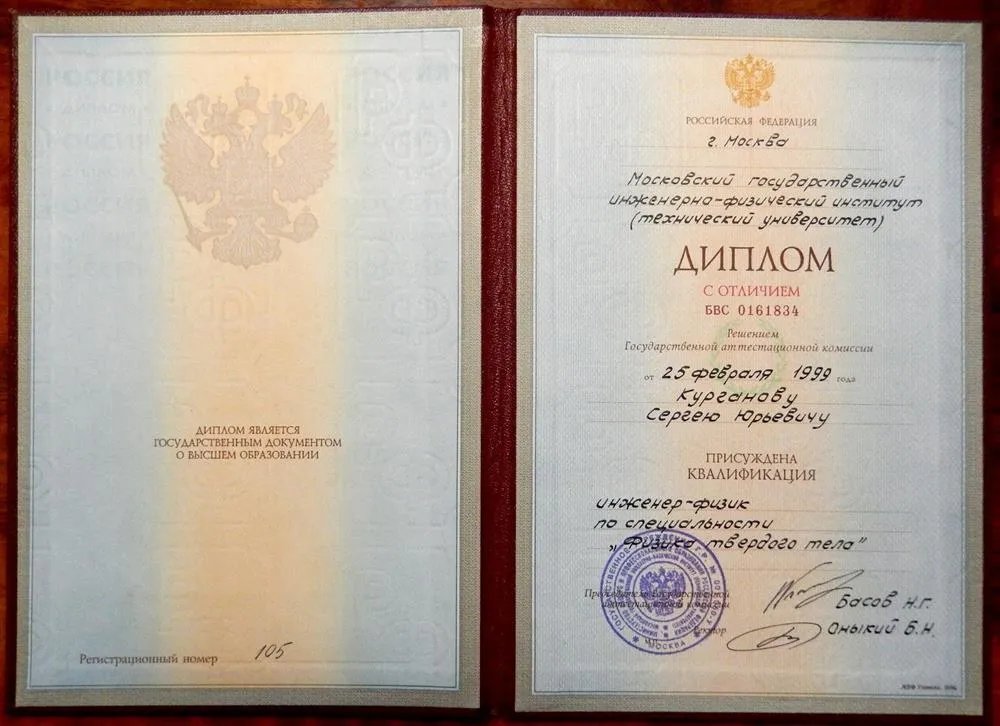 ДИПЛОМ ЯВЛЯЕТСЯ
ГОСУДАРСТВЕННЫМ ДОКУМЕНТОМ
О ВЫСШЕМ ОБРАЗОВАНИИ
Регистрационный номер 105
РОССИЙСКАЯ ФЕДЕРАЦИЯ
г. Москва
Московский государственный
инженерно-физический институт
(технический университет)
ДИПЛОМ
С ОТЛИЧИЕМ
БВС 0161834
Решением
Государственной аттестационной комиссии
от 25 февраля 1999 года
Курганову
Сергею Юрьевичу
ПРИСУЖДЕНА
КВАЛИФИКАЦИЯ
инженер-физик
по специальности
„Физика твердого тела"
Председатель Государственной
аттестационной комиссии
Басов Н.Г.
Ректор
Оныкий Б.Н.
МОСКВА